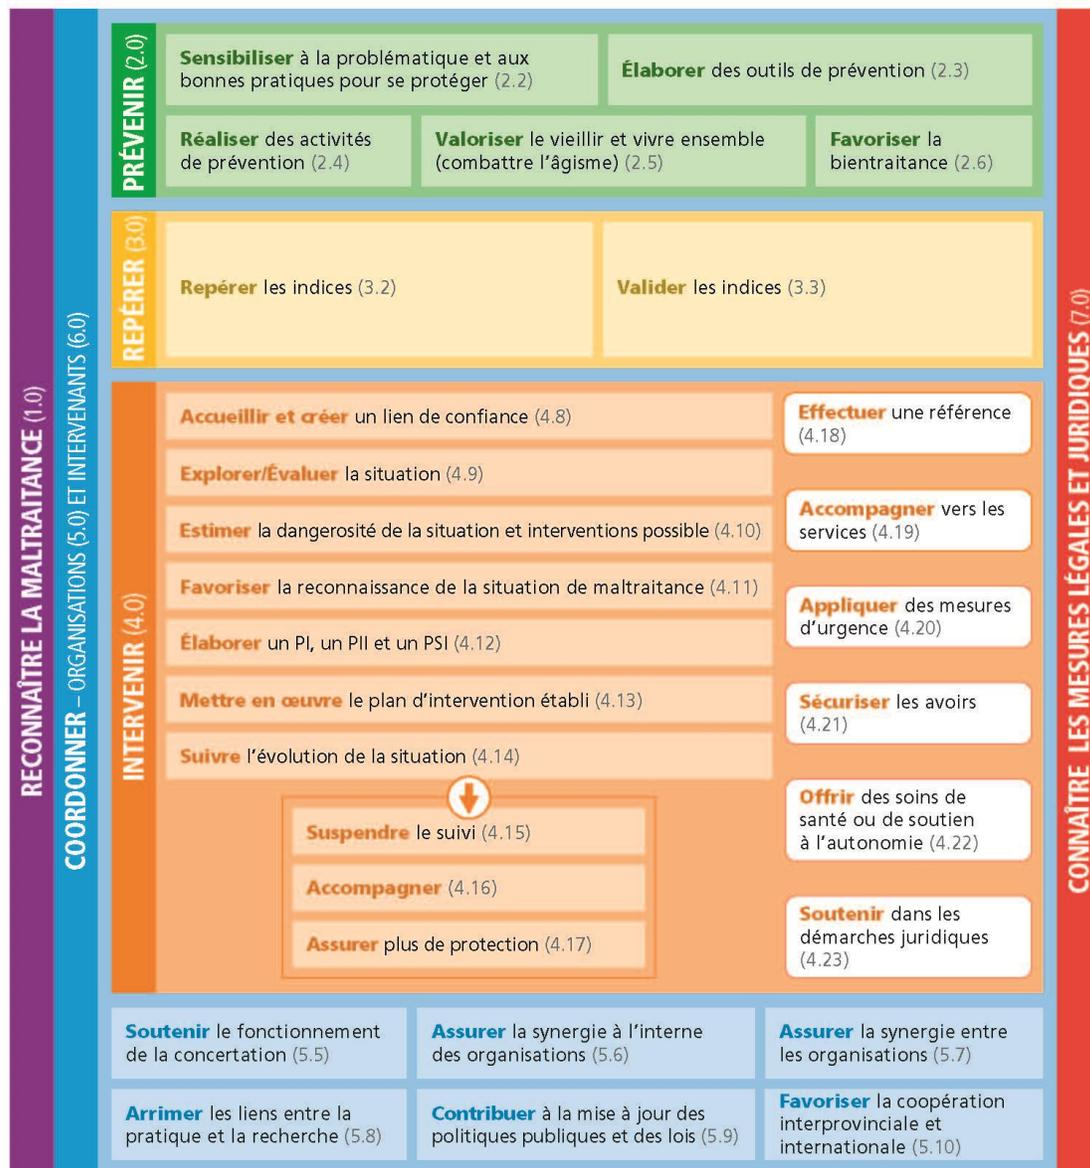 RECONNAÎTRE LA MALTRAITANCE (1.0)
COORDONNER – ORGANISATIONS (5.0) ET INTERVENANTS (6.0)
PRÉVENIR (2.0)
Sensibiliser à la problématique et aux
bonnes pratiques pour se protéger (2.2)
Élaborer des outils de prévention (2.3)
Réaliser des activités
de prévention (2.4)
Valoriser le vieillir et vivre ensemble
(combattre l'âgisme) (2.5)
Favoriser la
bientraitance (2.6)
REPÉRER (3.0)
Repérer les indices (3.2)
Valider les indices (3.3)
INTERVENIR (4.0)
Accueillir et créer un lien de confiance (4.8)
Explorer/Évaluer la situation (4.9)
Estimer la dangerosité de la situation et interventions possible (4.10)
Favoriser la reconnaissance de la situation de maltraitance (4.11)
Élaborer un PI, un PII et un PSI (4.12)
Mettre en œuvre le plan d'intervention établi (4.13)
Suivre l'évolution de la situation (4.14)
Suspendre le suivi (4.15)
Accompagner (4.16)
Assurer plus de protection (4.17)
Effectuer une référence
(4.18)
Accompagner vers les
services (4.19)
Appliquer des mesures
d'urgence (4.20)
Sécuriser les avoirs
(4.21)
Offrir des soins de
santé ou de soutien
à l'autonomie (4.22)
Soutenir dans les
démarches juridiques
(4.23)
Soutenir le fonctionnement
de la concertation (5.5)
Assurer la synergie à l'interne
des organisations (5.6)
Assurer la synergie entre
les organisations (5.7)
Arrimer les liens entre la
pratique et la recherche (5.8)
Contribuer à la mise à jour des
politiques publiques et des lois (5.9)
Favoriser la coopération
interprovinciale et
internationale (5.10)
CONNAÎTRE LES MESURES LÉGALES ET JURIDIQUES (7.0)